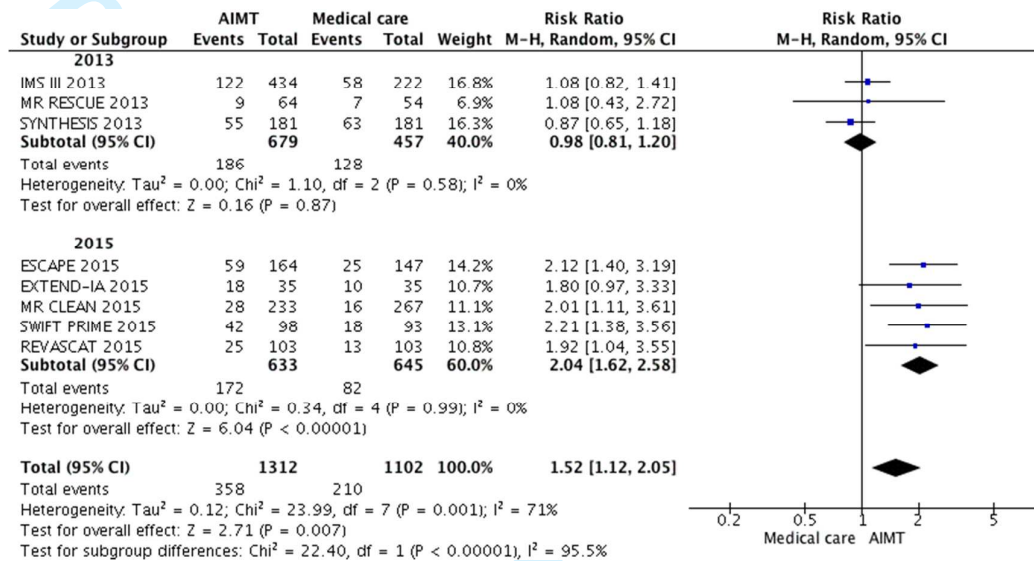 AIMT Medical care Risk Ratio Risk Ratio
Study or Subgroup Events Total Events Total Weight M-H, Random, 95% CI M-H, Random, 95% CI
2013
IMS III 2013 122 434 58 222 16.8% 1.08 [0.82, 1.41]
MR RESCUE 2013 9 64 7 54 6.9% 1.08 [0.43, 2.72]
SYNTHESIS 2013 55 181 63 181 16.3% 0.87 [0.65, 1.18]
Subtotal (95% CI) 679 457 40.0% 0.98 [0.81, 1.20]
Total events 186 128
Heterogeneity: Tau² = 0.00; Chi² = 1.10, df = 2 (P = 0.58); I² = 0%
Test for overall effect: Z = 0.16 (P = 0.87)
2015
ESCAPE 2015 59 164 25 147 14.2% 2.12 [1.40, 3.19]
EXTEND-IA 2015 18 35 10 35 10.7% 1.80 [0.97, 3.33]
MR CLEAN 2015 28 233 16 267 11.1% 2.01 [1.11, 3.61]
SWIFT PRIME 2015 42 98 18 93 13.1% 2.21 [1.38, 3.56]
REVASCAT 2015 25 103 13 103 10.8% 1.92 [1.04, 3.55]
Subtotal (95% CI) 633 645 60.0% 2.04 [1.62, 2.58]
Total events 172 82
Heterogeneity: Tau² = 0.00; Chi² = 0.34, df = 4 (P = 0.99); I² = 0%
Test for overall effect: Z = 6.04 (P < 0.00001)
Total (95% CI) 1312 1102 100.0% 1.52 [1.12, 2.05]
Total events 358 210
Heterogeneity: Tau² = 0.12; Chi² = 23.99, df = 7 (P = 0.001); I² = 71%
Test for overall effect: Z = 2.71 (P = 0.007)
Test for subgroup differences: Chi² = 22.40, df = 1 (P < 0.00001), I² = 95.5%
0.2 0.5 1 2 5
Medical care AIMT